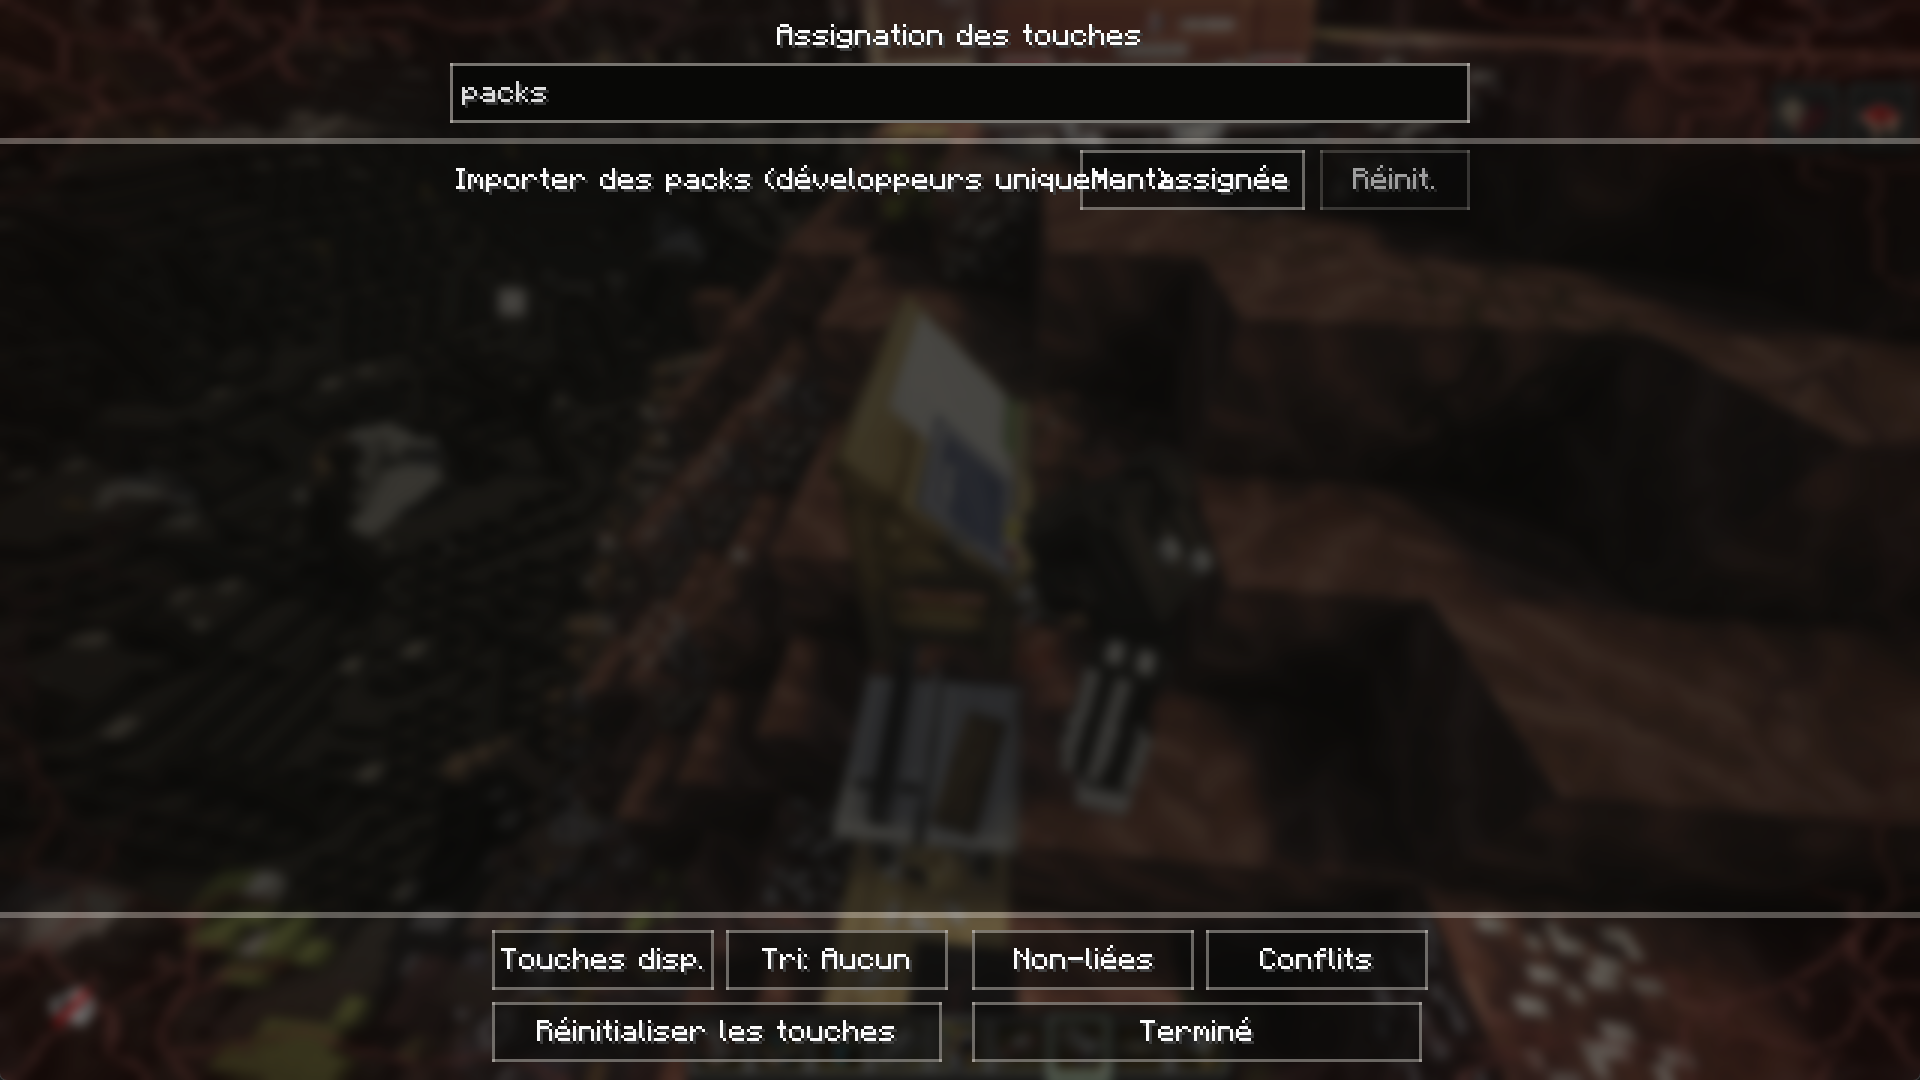 Assignation des touches
packs
Importer des packs (développeurs uniquement) Non assignée Réinit.
Touches disp. Tri: Aucun Non-liées Conflits
Réinitialiser les touches Terminé